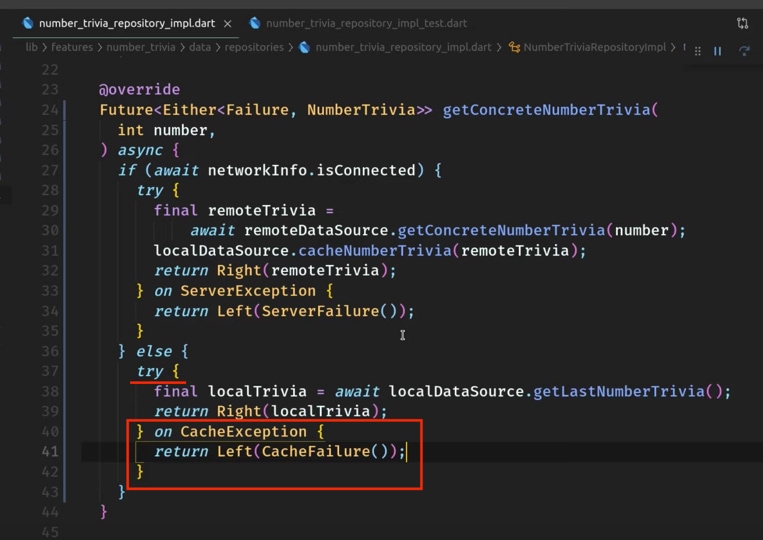 number_trivia_repository_impl.dart × number_trivia_repository_impl_test.dart
lib > features > number_trivia > data > repositories > number_trivia_repository_impl.dart > NumberTriviaRepositoryImpl >
22
23 @override
24 Future<Either<Failure, NumberTrivia>> getConcreteNumberTrivia(
25 int number,
26 ) async {
27 if (await networkInfo.isConnected) {
28 try {
29 final remoteTrivia =
30 await remoteDataSource.getConcreteNumberTrivia(number);
31 localDataSource.cacheNumberTrivia(remoteTrivia);
32 return Right(remoteTrivia);
33 } on ServerException {
34 return Left(ServerFailure());
35 }
36 } else {
37 try {
38 final localTrivia = await localDataSource.getLastNumberTrivia();
39 return Right(localTrivia);
40 } on CacheException {
41 return Left(CacheFailure());
42 }
43 }
44 }
45